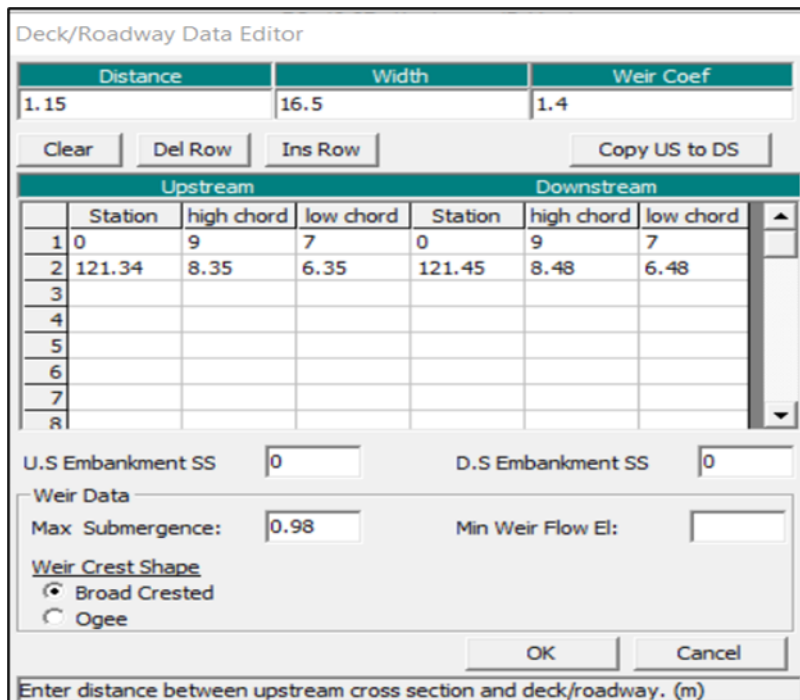 Deck/Roadway Data Editor
Distance Width Weir Coef
1.15 16.5 1.4
Clear Del Row Ins Row Copy US to DS
Upstream Downstream
Station high chord low chord Station high chord low chord
1 0 9 7 0 9 7
2 121.34 8.35 6.35 121.45 8.48 6.48
3
4
5
6
7
8
U.S Embankment SS 0 D.S Embankment SS 0
Weir Data
Max Submergence: 0.98 Min Weir Flow El:
Weir Crest Shape
Broad Crested
Ogee
OK Cancel
Enter distance between upstream cross section and deck/roadway. (m)